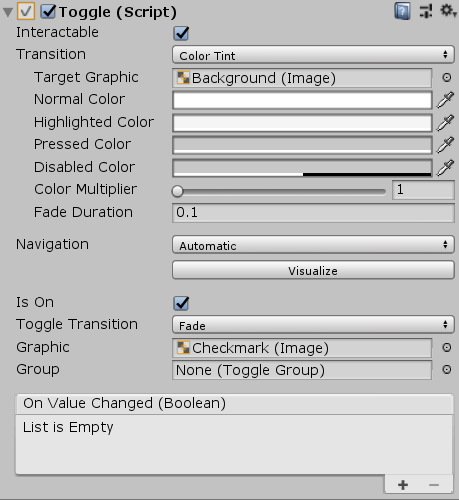 Toggle (Script)
Interactable
Transition Color Tint
Target Graphic Background (Image)
Normal Color
Highlighted Color
Pressed Color
Disabled Color
Color Multiplier 1
Fade Duration 0.1
Navigation Automatic
Visualize
Is On
Toggle Transition Fade
Graphic Checkmark (Image)
Group None (Toggle Group)
On Value Changed (Boolean)
List is Empty